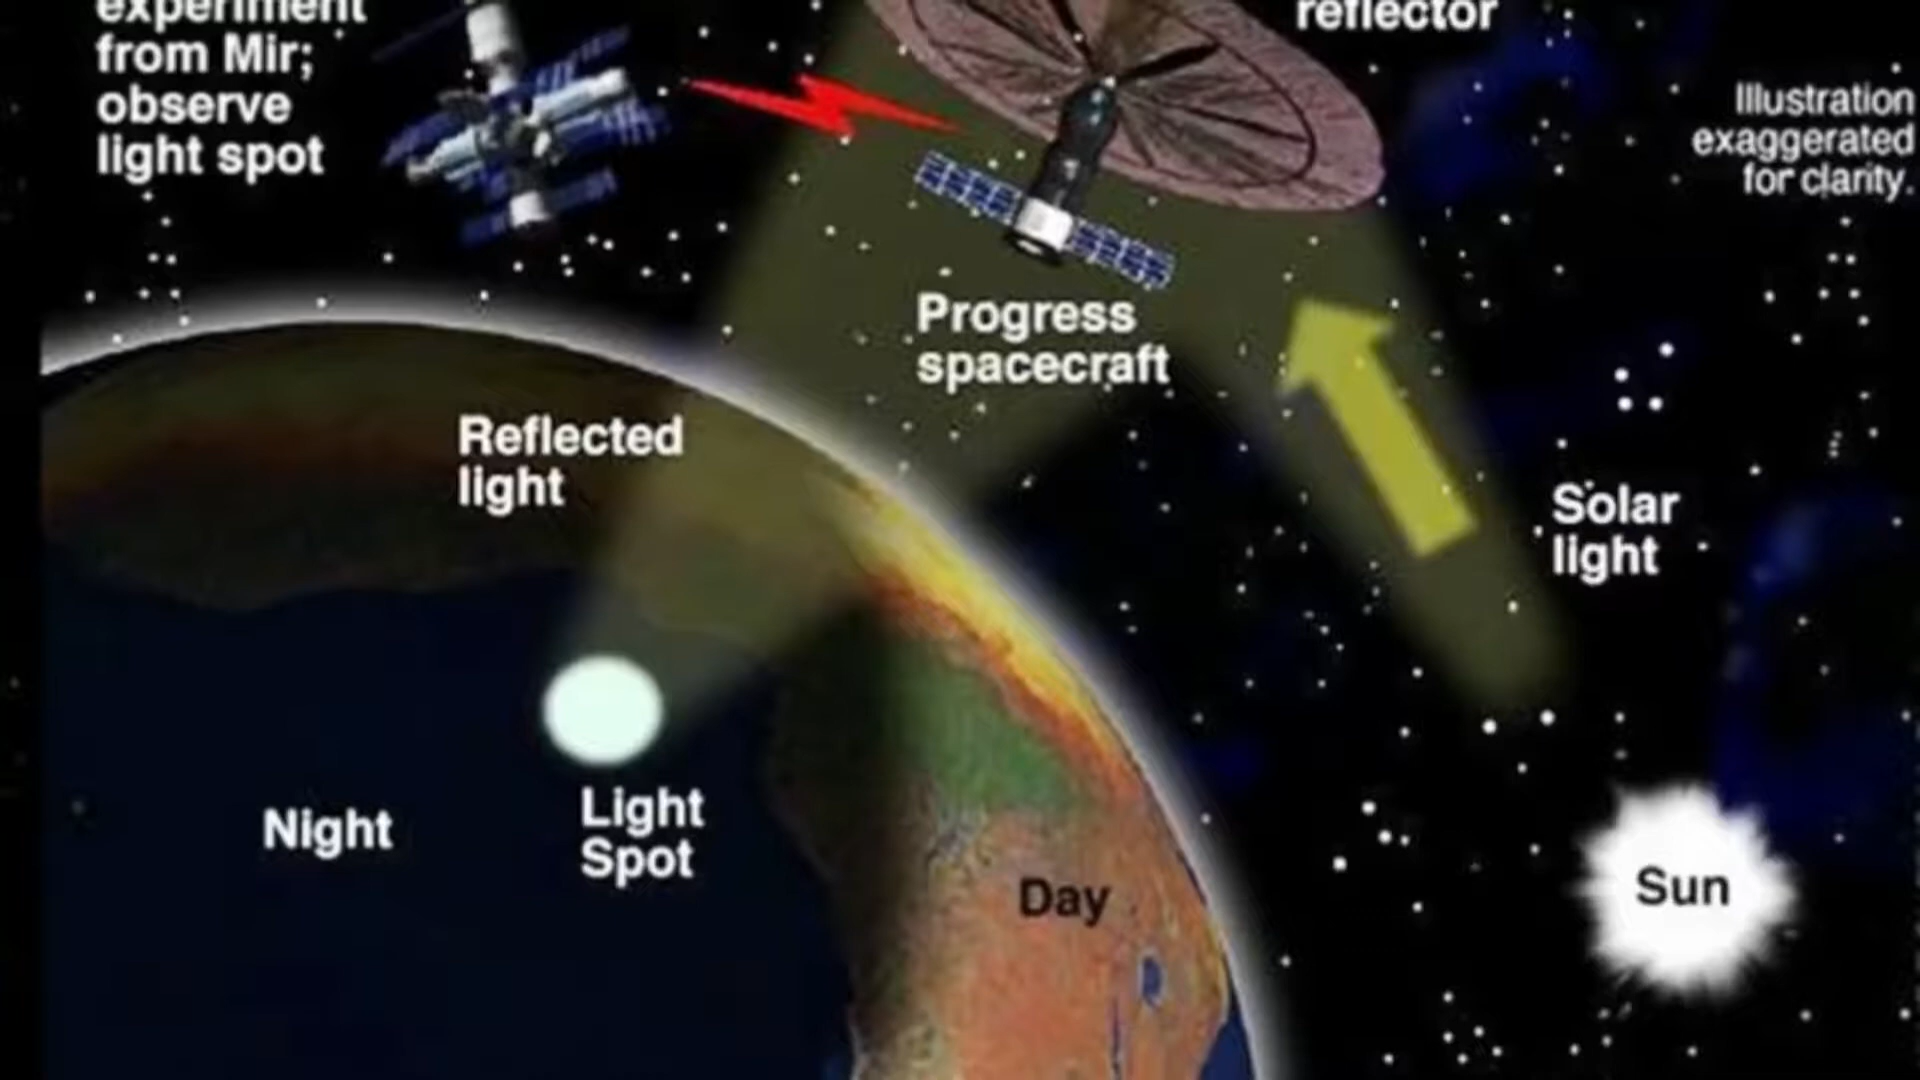 experiment
from Mir;
observe
light spot
reflector
Illustration
exaggerated
for clarity.
Progress
spacecraft
Reflected
light
Solar
light
Light
Spot
Night
Day
Sun